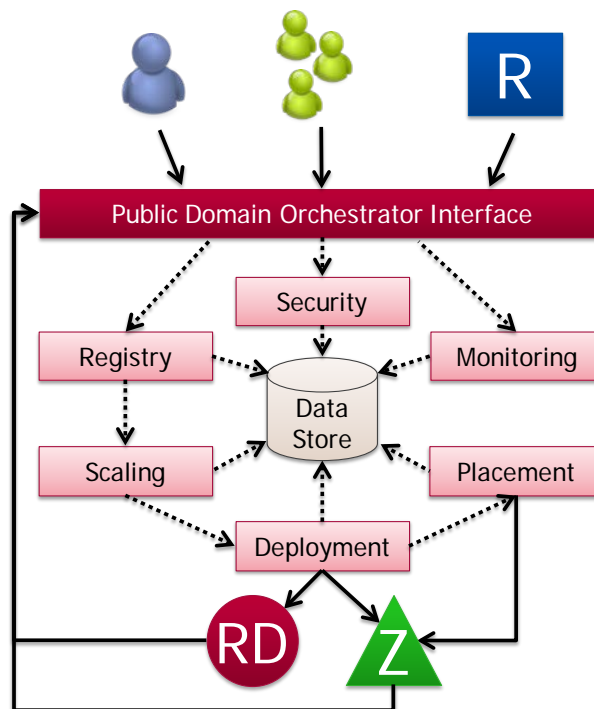 R
Public Domain Orchestrator Interface
Security
Registry
Monitoring
Data
Store
Scaling
Placement
Deployment
RD
Z